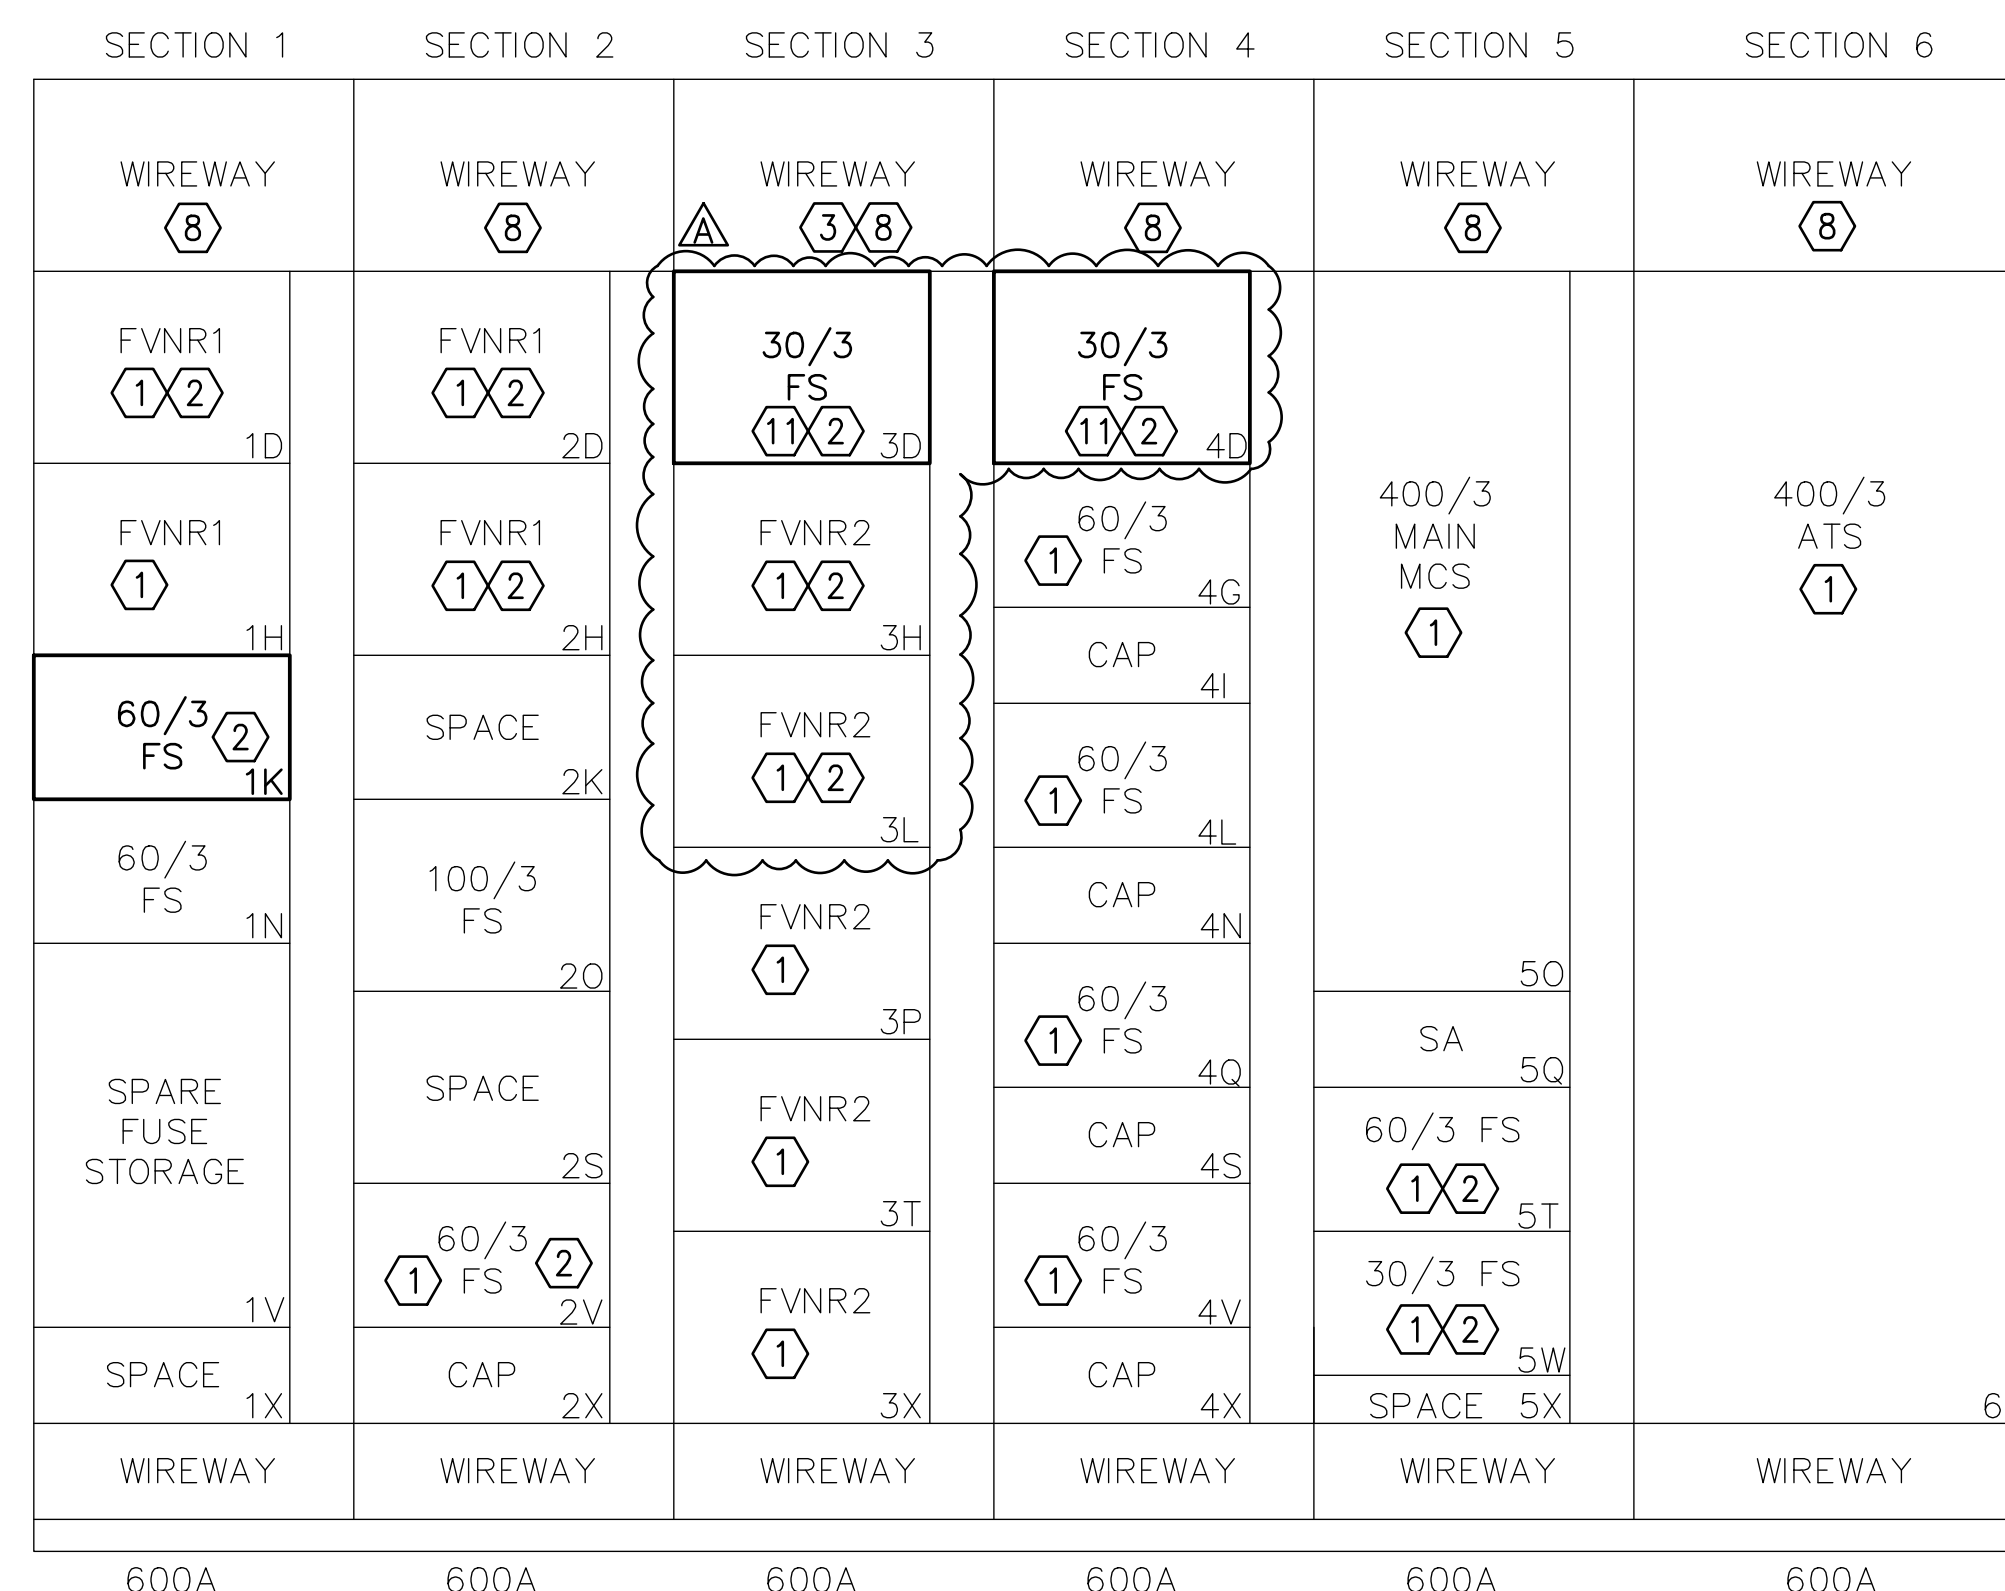 SECTION 1
SECTION 2
SECTION 3
SECTION 4
SECTION 5
SECTION 6
WIREWAY
8
WIREWAY
8
WIREWAY
A
3 8
WIREWAY
8
WIREWAY
8
WIREWAY
8
FVNR1
1 2
1D
FVNR1
1
1H
60/3
FS 2
1K
60/3
FS
1N
SPARE
FUSE
STORAGE
1V
SPACE
1X
WIREWAY
600A
FVNR1
1 2
2D
FVNR1
1 2
2H
SPACE
2K
100/3
FS
2O
SPACE
2S
60/3
1 FS 2
2V
CAP
2X
WIREWAY
600A
30/3
FS
11 2
3D
FVNR2
1 2
3H
FVNR2
1 2
3L
FVNR2
1
3P
FVNR2
1
3T
FVNR2
1
3X
WIREWAY
600A
30/3
FS
11 2
4D
60/3
1 FS
4G
CAP
4I
60/3
1 FS
4L
CAP
4N
60/3
1 FS
4Q
CAP
4S
60/3
1 FS
4V
CAP
4X
WIREWAY
600A
400/3
MAIN
MCS
1
5O
SA
5Q
60/3 FS
1 2
5T
30/3 FS
1 2
5W
SPACE 5X
WIREWAY
600A
400/3
ATS
1
6
WIREWAY
600A